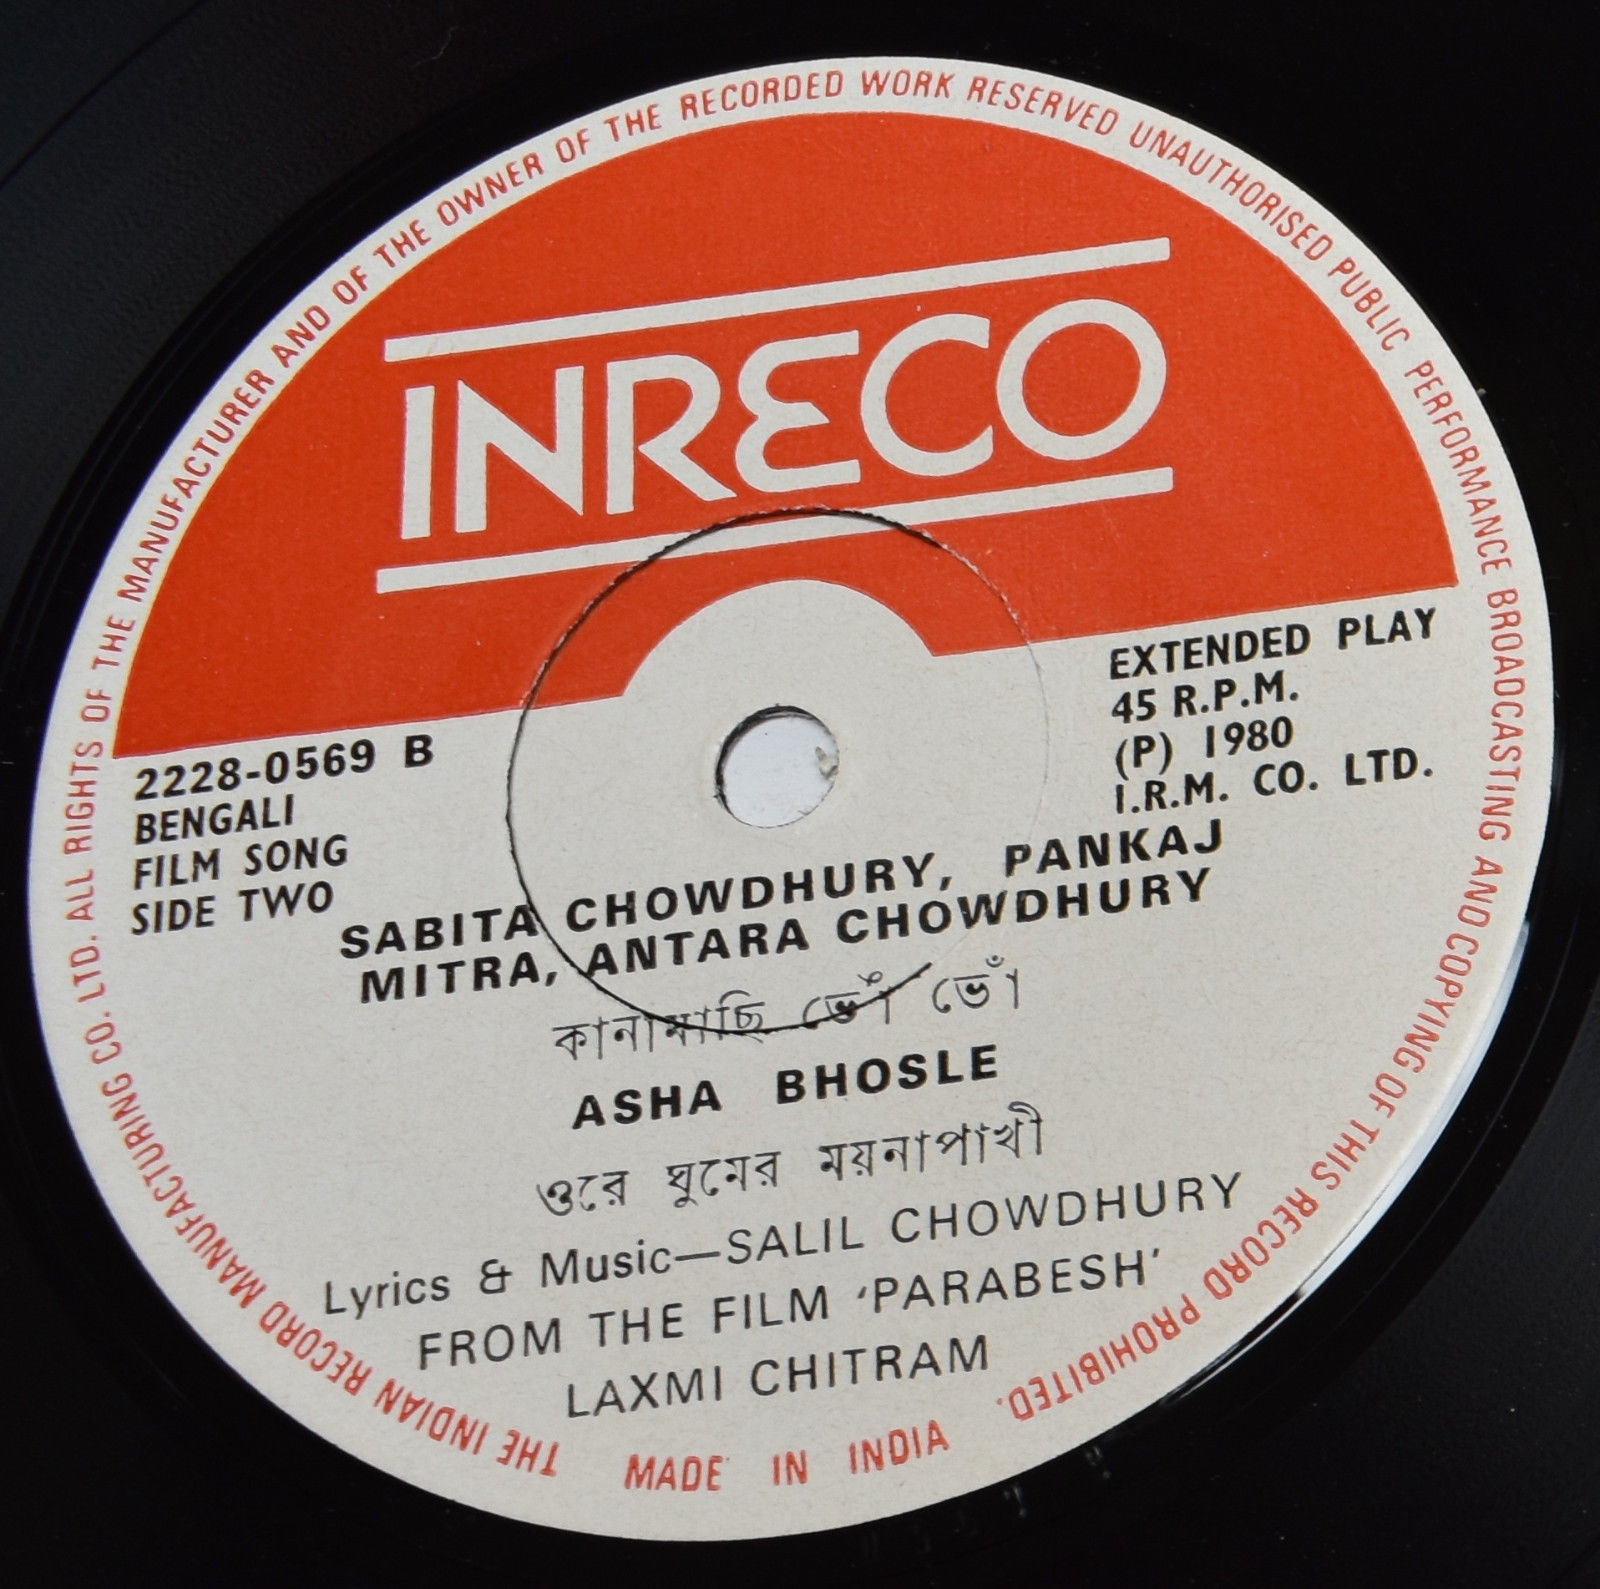 THE INDIAN RECORD MANUFACTURING CO. LTD. ALL RIGHTS OF THE MANUFACTURER AND OF THE OWNER OF THE RECORDED WORK RESERVED UNAUTHORISED PUBLIC PERFORMANCE BROADCASTING AND COPYING OF THIS RECORD PROHIBITED.
INRECO
2228-0569 B
BENGALI
FILM SONG
SIDE TWO
EXTENDED PLAY
45 R.P.M.
(P) 1980
I.R.M. CO. LTD.
SABITA CHOWDHURY, PANKAJ
MITRA, ANTARA CHOWDHURY
কানামাছি ভোঁ ভোঁ
ASHA BHOSLE
ওরে ঘুমের ময়নাপাখী
Lyrics & Music—SALIL CHOWDHURY
FROM THE FILM 'PARABESH'
LAXMI CHITRAM
MADE IN INDIA